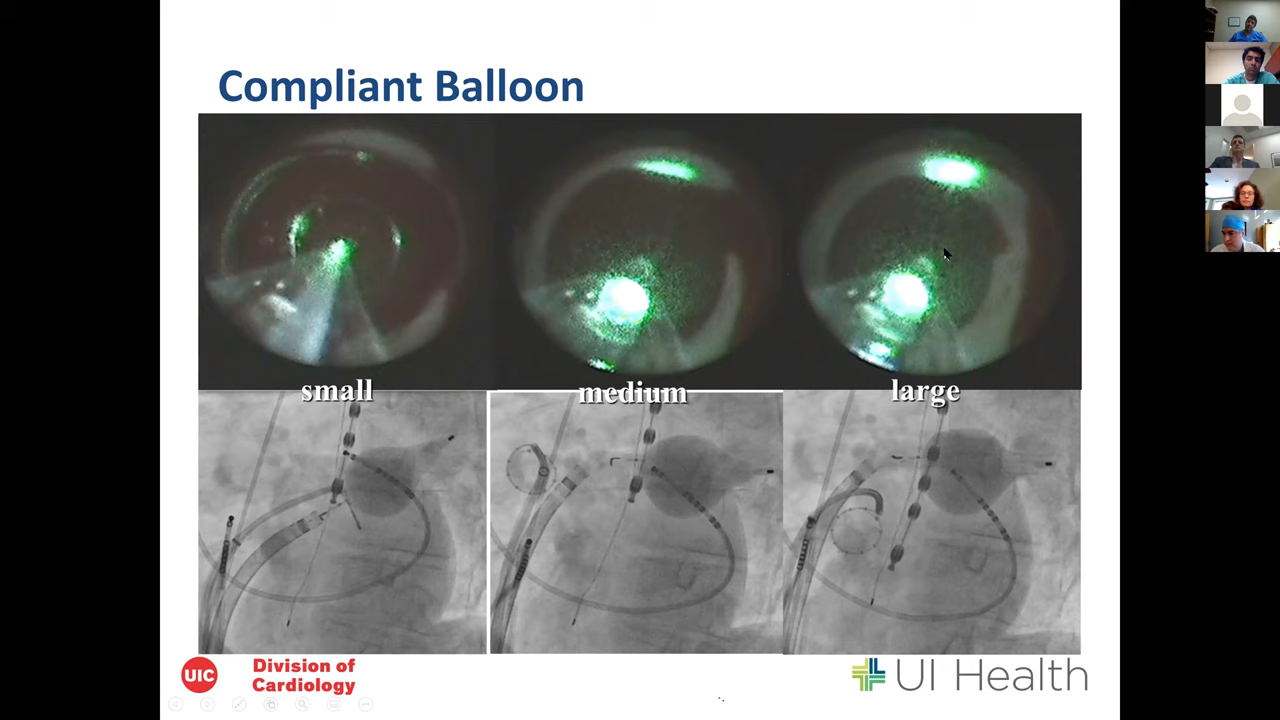 Compliant Balloon
small
medium
large
UIC
Division of
Cardiology
UI Health